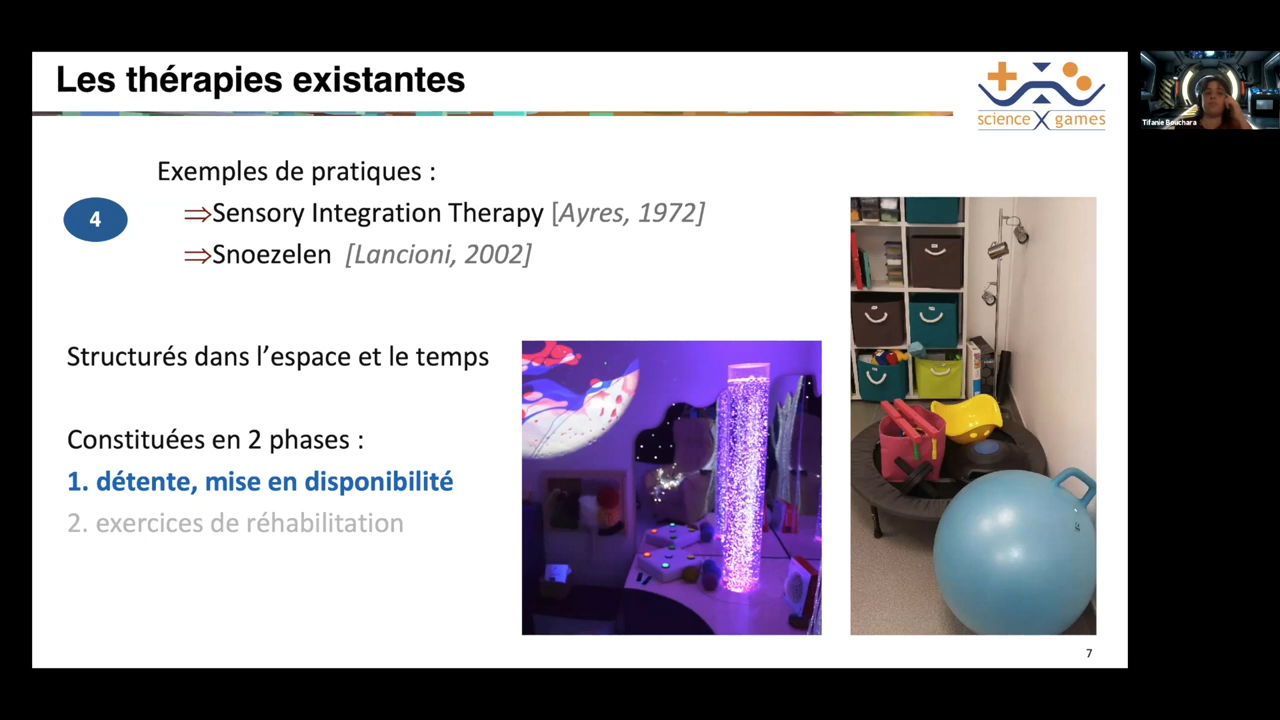 Les thérapies existantes
science X games
Tifanie Bouchara
Exemples de pratiques :
4
⇒Sensory Integration Therapy [Ayres, 1972]
⇒Snoezelen [Lancioni, 2002]
Structurés dans l’espace et le temps
Constituées en 2 phases :
1. détente, mise en disponibilité
2. exercices de réhabilitation
7